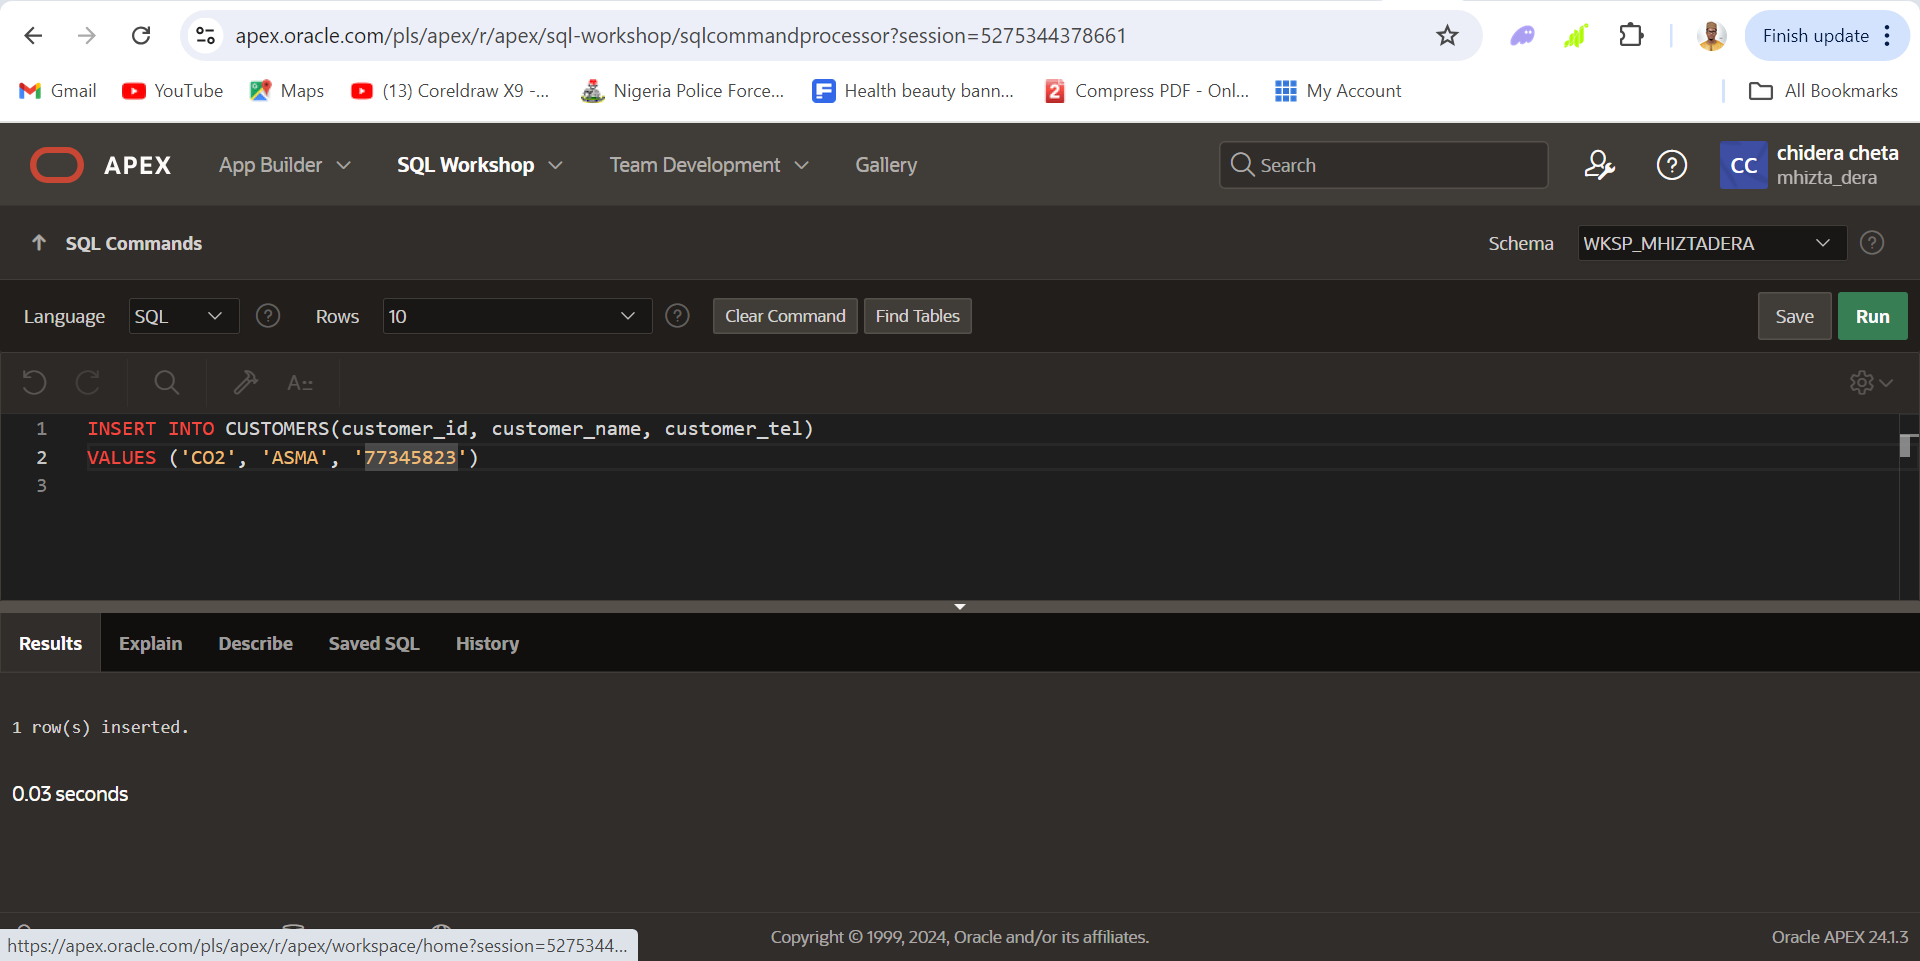 apex.oracle.com/pls/apex/r/apex/sql-workshop/sqlcommandprocessor?session=5275344378661
Finish update
Gmail YouTube Maps (13) Coreldraw X9 -... Nigeria Police Force... Health beauty bann... Compress PDF - Onl... My Account All Bookmarks
APEX App Builder SQL Workshop Team Development Gallery Search CC chidera cheta
mhizta_dera
SQL Commands Schema WKSP_MHIZTADERA
Language SQL Rows 10 Clear Command Find Tables Save Run
1 INSERT INTO CUSTOMERS(customer_id, customer_name, customer_tel)
2 VALUES ('CO2', 'ASMA', '77345823')
3
Results Explain Describe Saved SQL History
1 row(s) inserted.
0.03 seconds
https://apex.oracle.com/pls/apex/r/apex/workspace/home?session=5275344...
Copyright © 1999, 2024, Oracle and/or its affiliates.
Oracle APEX 24.1.3